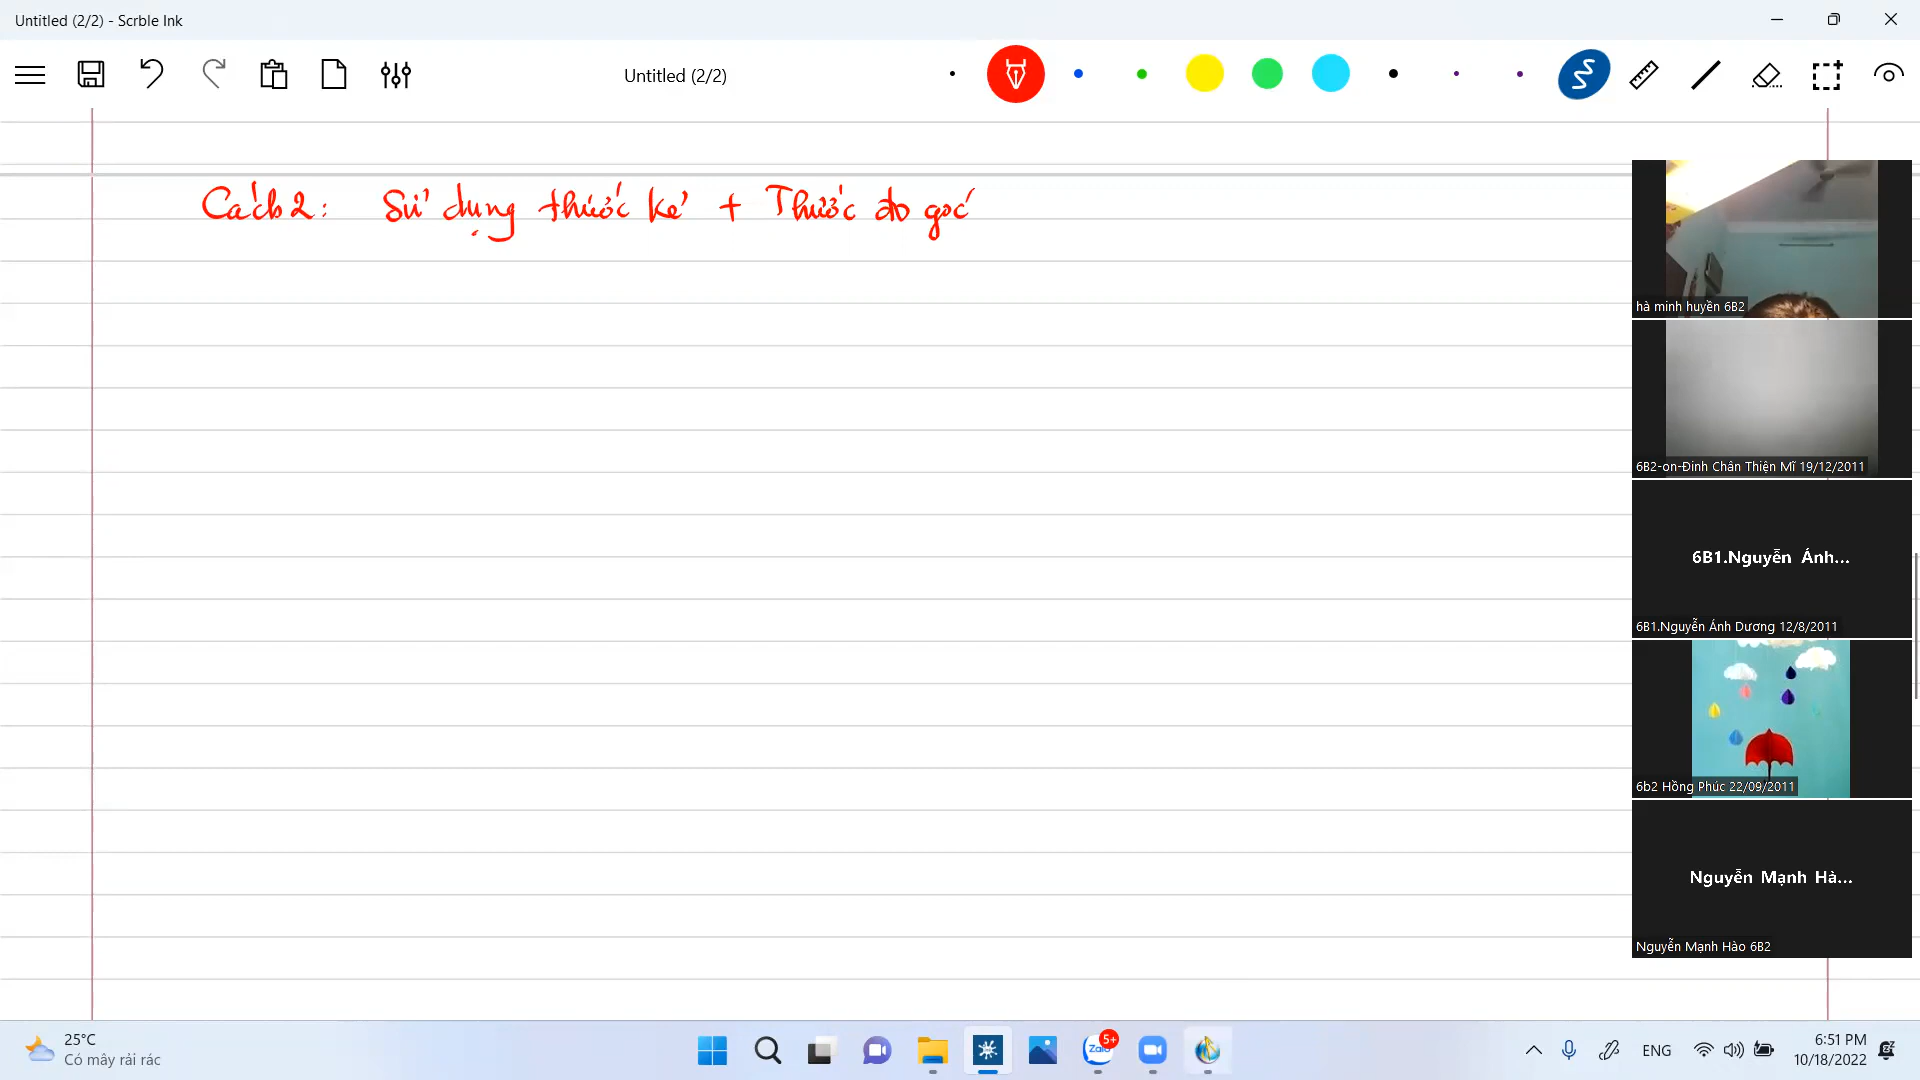 Untitled (2/2) - Scrble Ink
Untitled (2/2)
Cách 2: Sử dụng thước kẻ + Thước đo góc
hà minh huyền 6B2
6B2-on-Đinh Chân Thiện Mĩ 19/12/2011
6B1.Nguyễn Ánh...
6B1.Nguyễn Ánh Dương 12/8/2011
6b2 Hồng Phúc 22/09/2011
Nguyễn Mạnh Hà...
Nguyễn Mạnh Hào 6B2
25°C
Có mây rải rác
Zalo
5+
ENG
6:51 PM
10/18/2022